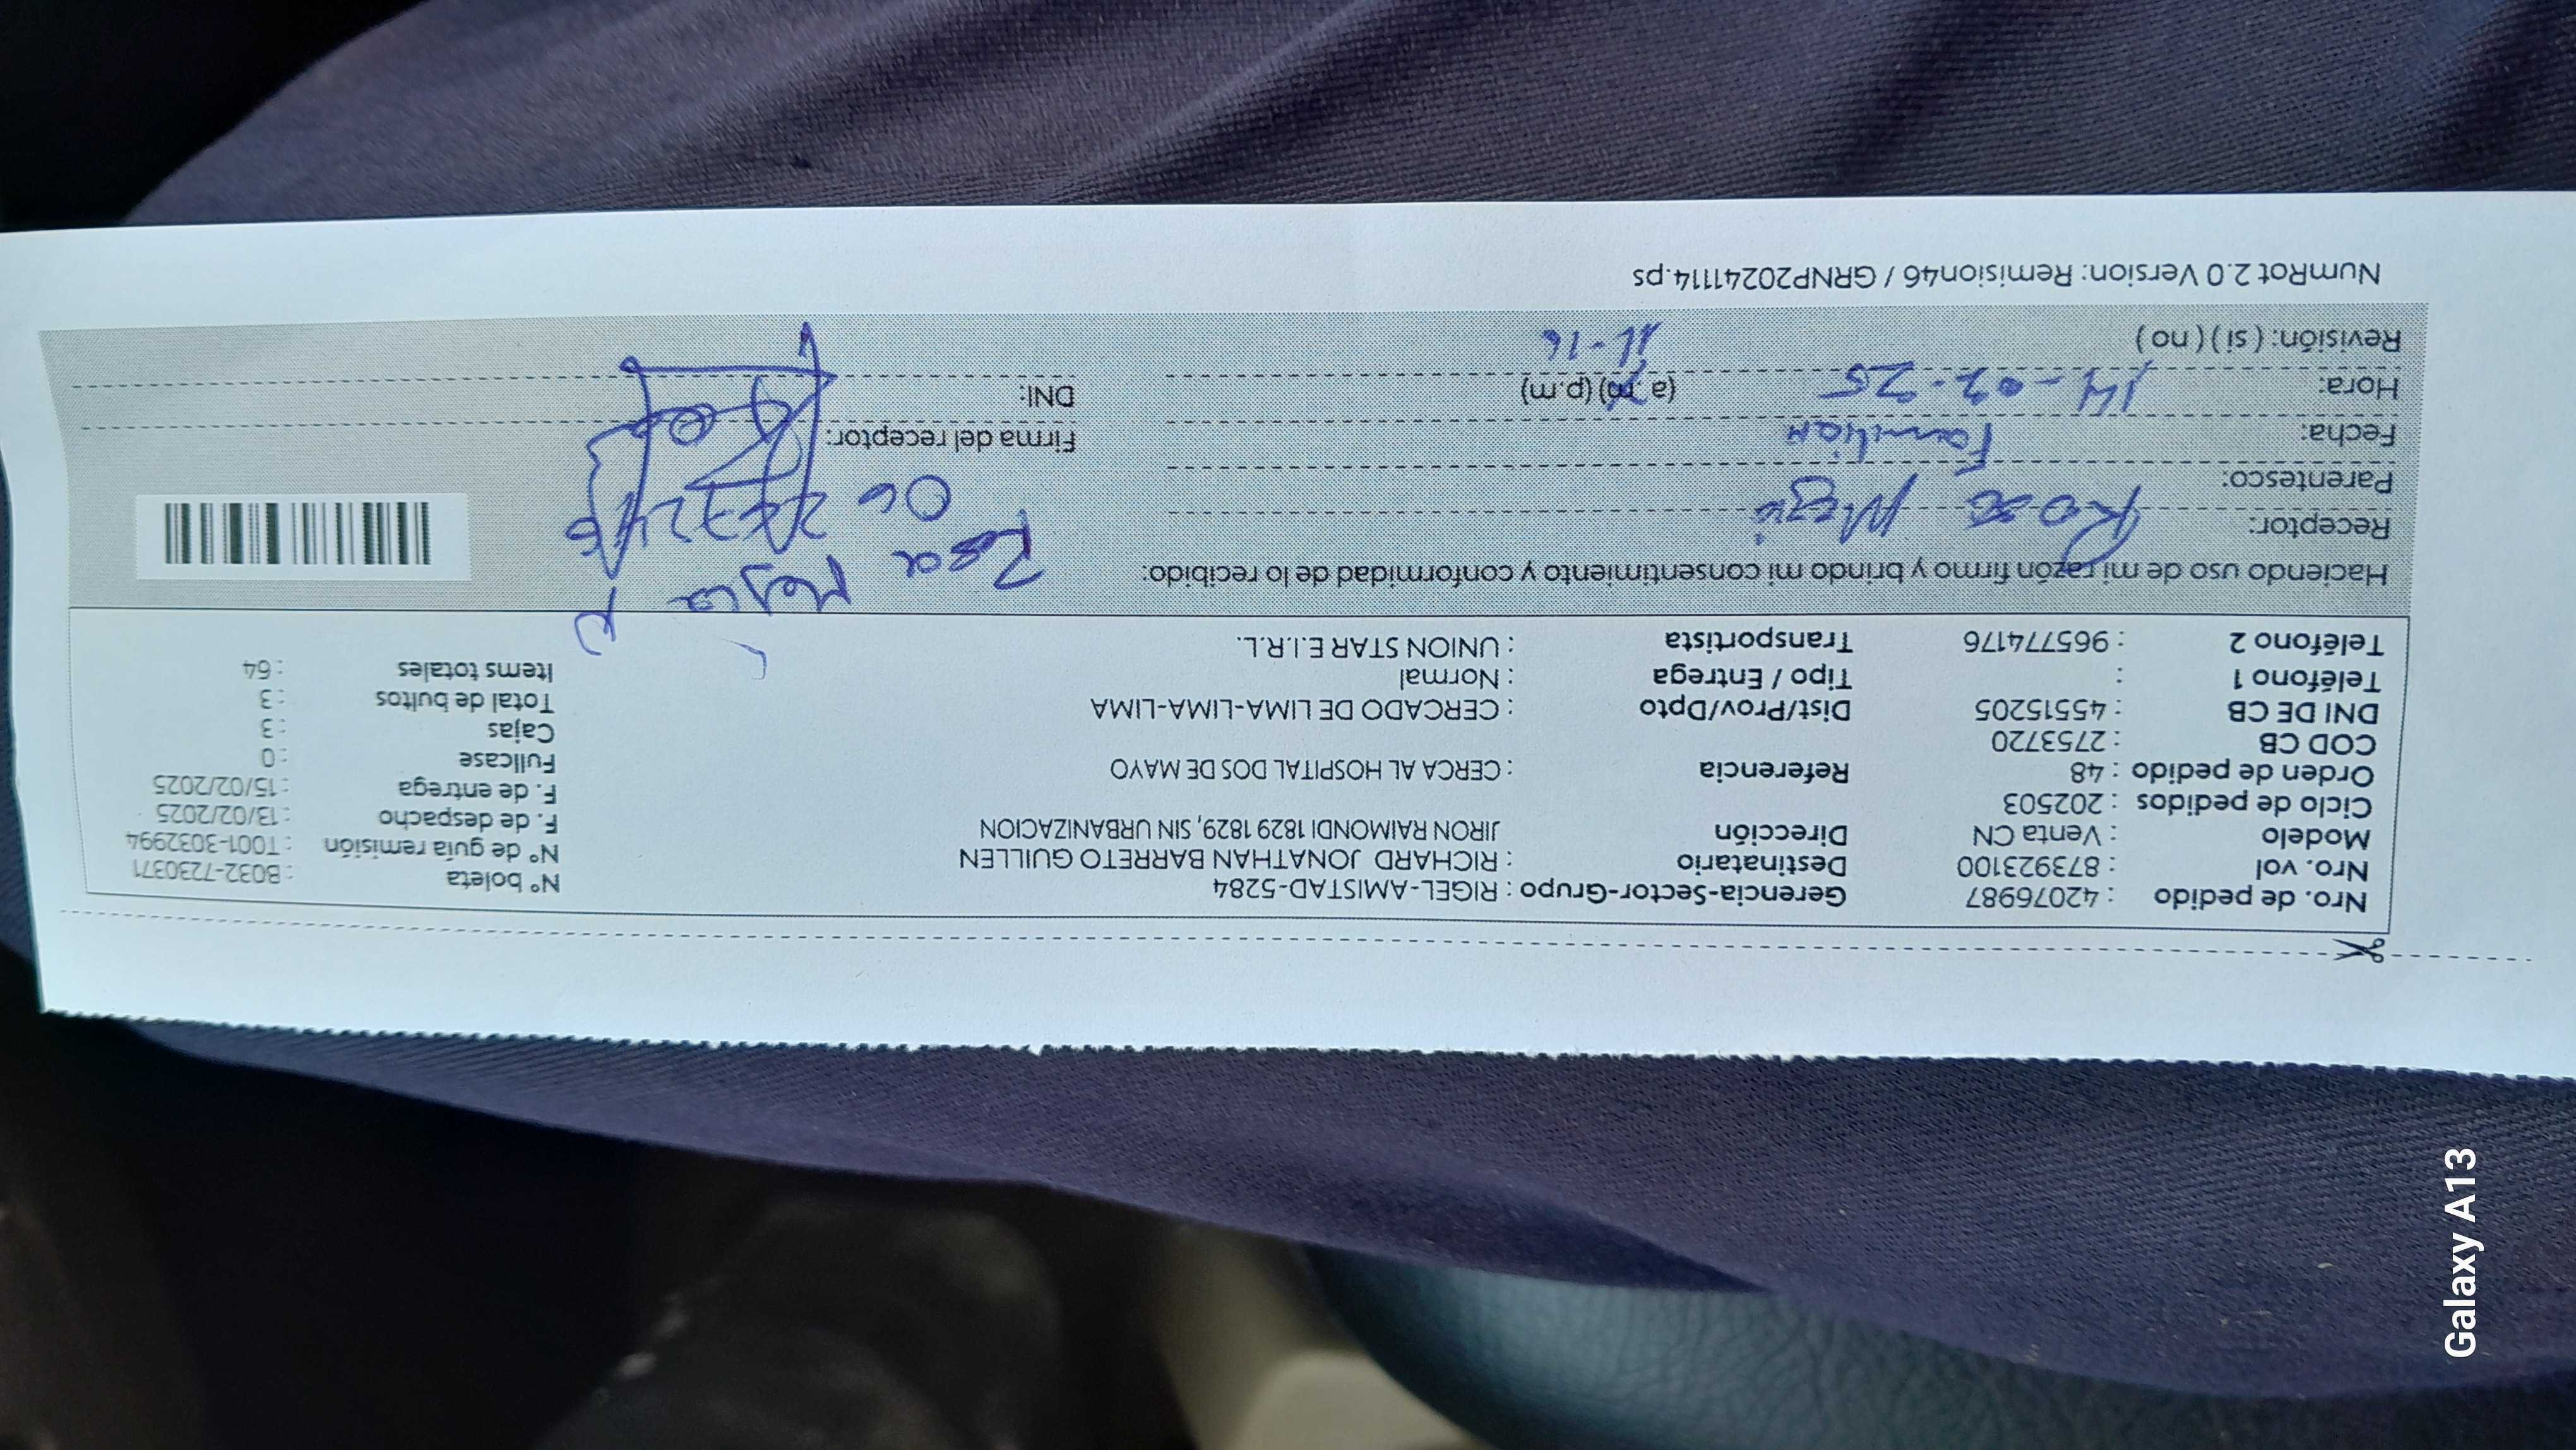 Nro. de pedido : 42076987 Gerencia-Sector-Grupo : RIGEL-AMISTAD-5284 N° boleta : B032-7230371
Nro. vol : 873923100 Destinatario : RICHARD JONATHAN BARRETO GUILLEN N° de guía remisión : T001-3032994
Modelo : Venta CN Dirección JIRON RAIMONDI 1829 1829, SIN URBANIZACION F. de despacho : 13/02/2025
Ciclo de pedidos : 202503 F. de entrega : 15/02/2025
Orden de pedido : 48 Referencia : CERCA AL HOSPITAL DOS DE MAYO Fullcase : 0
COD CB : 2753720 Cajas : 3
DNI DE CB : 45515205 Dist/Prov/Dpto : CERCADO DE LIMA-LIMA-LIMA Total de bultos : 3
Teléfono 1 : Tipo / Entrega : Normal Items totales : 64
Teléfono 2 : 965774176 Transportista : UNION STAR E.I.R.L.
Haciendo uso de mi razón firmo y brindo mi consentimiento y conformidad de lo recibido: Rosa Mejia
Receptor: Rosa Mejia
Parentesco: Familiar
Fecha: 14-02-25 Firma del receptor:
Hora: (a.m) (p.m) 11-16 DNI:
Revisión: ( si ) ( no )
NumRot 2.0 Version: Remision46 / GRNP20241114.ps
Galaxy A13